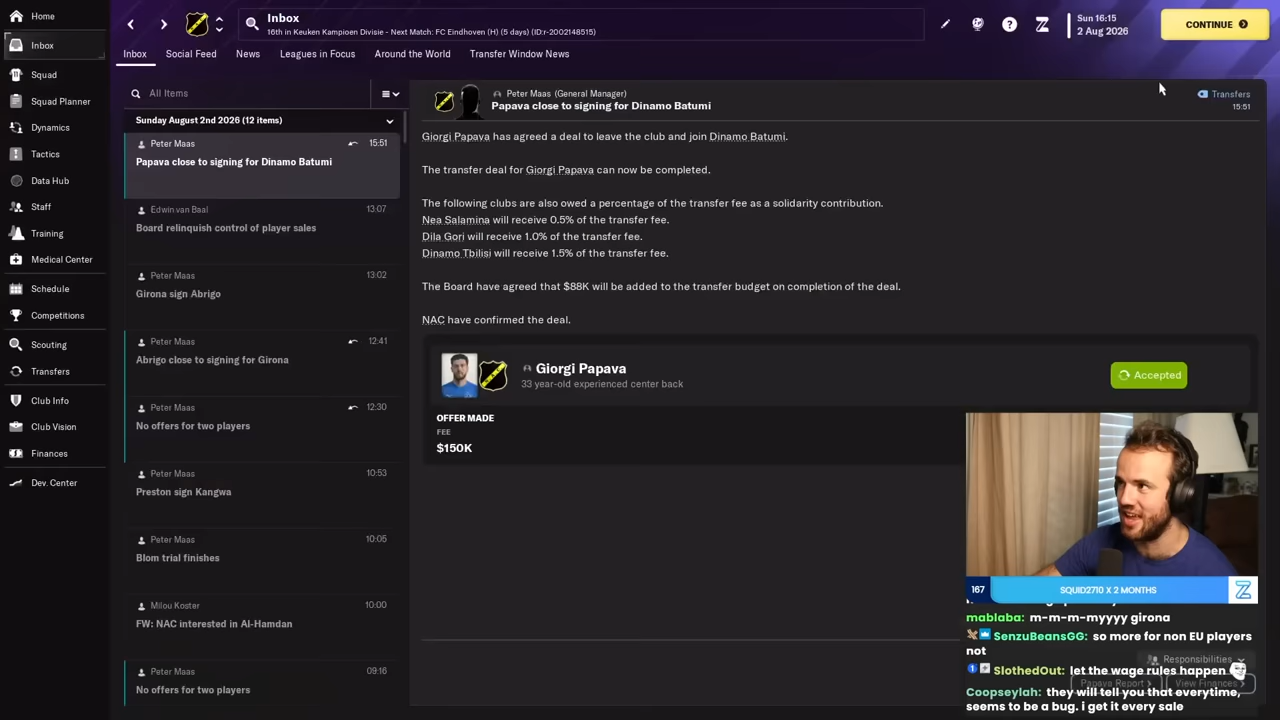 Home
Inbox
Squad
Squad Planner
Dynamics
Tactics
Data Hub
Staff
Training
Medical Center
Schedule
Competitions
Scouting
Transfers
Club Info
Club Vision
Finances
Dev. Center
Inbox
16th in Keuken Kampioen Divisie - Next Match: FC Eindhoven (H) (5 days) (ID:r-2002148515)
Sun 16:15
2 Aug 2026
CONTINUE
Inbox
Social Feed
News
Leagues in Focus
Around the World
Transfer Window News
All Items
Sunday August 2nd 2026 (12 items)
Peter Maas
15:51
Papava close to signing for Dinamo Batumi
Edwin van Baal
13:07
Board relinquish control of player sales
Peter Maas
13:02
Girona sign Abrigo
Peter Maas
12:41
Abrigo close to signing for Girona
Peter Maas
12:30
No offers for two players
Peter Maas
10:53
Preston sign Kangwa
Peter Maas
10:05
Blom trial finishes
Milou Koster
10:00
FW: NAC interested in Al-Hamdan
Peter Maas
09:16
No offers for two players
Peter Maas (General Manager)
Papava close to signing for Dinamo Batumi
Transfers
15:51
Giorgi Papava has agreed a deal to leave the club and join Dinamo Batumi.
The transfer deal for Giorgi Papava can now be completed.
The following clubs are also owed a percentage of the transfer fee as a solidarity contribution.
Nea Salamina will receive 0.5% of the transfer fee.
Dila Gori will receive 1.0% of the transfer fee.
Dinamo Tbilisi will receive 1.5% of the transfer fee.
The Board have agreed that $88K will be added to the transfer budget on completion of the deal.
NAC have confirmed the deal.
Giorgi Papava
33 year-old experienced center back
Accepted
OFFER MADE
FEE
$150K
167
SQUID2710 X 2 MONTHS
mablaba: m-m-m-myyyy girona
SenzuBeansGG: so more for non EU players
not
Responsibilities
SlothedOut: let the wage rules happen
Papava Report
View Finances
Coopseylah: they will tell you that everytime,
seems to be a bug. i get it every sale